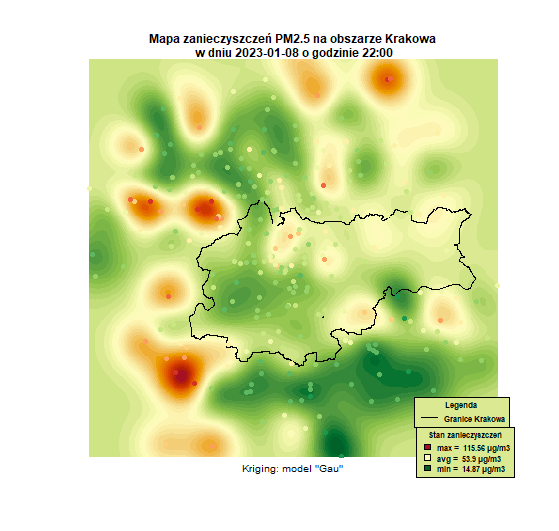 Mapa zanieczyszczeń PM2.5 na obszarze Krakowa
w dniu 2023-01-08 o godzinie 22:00
Legenda
Granice Krakowa
Stan zanieczyszczeń
max = 115.56 µg/m3
avg = 53.9 µg/m3
min = 14.87 µg/m3
Kriging: model "Gau"